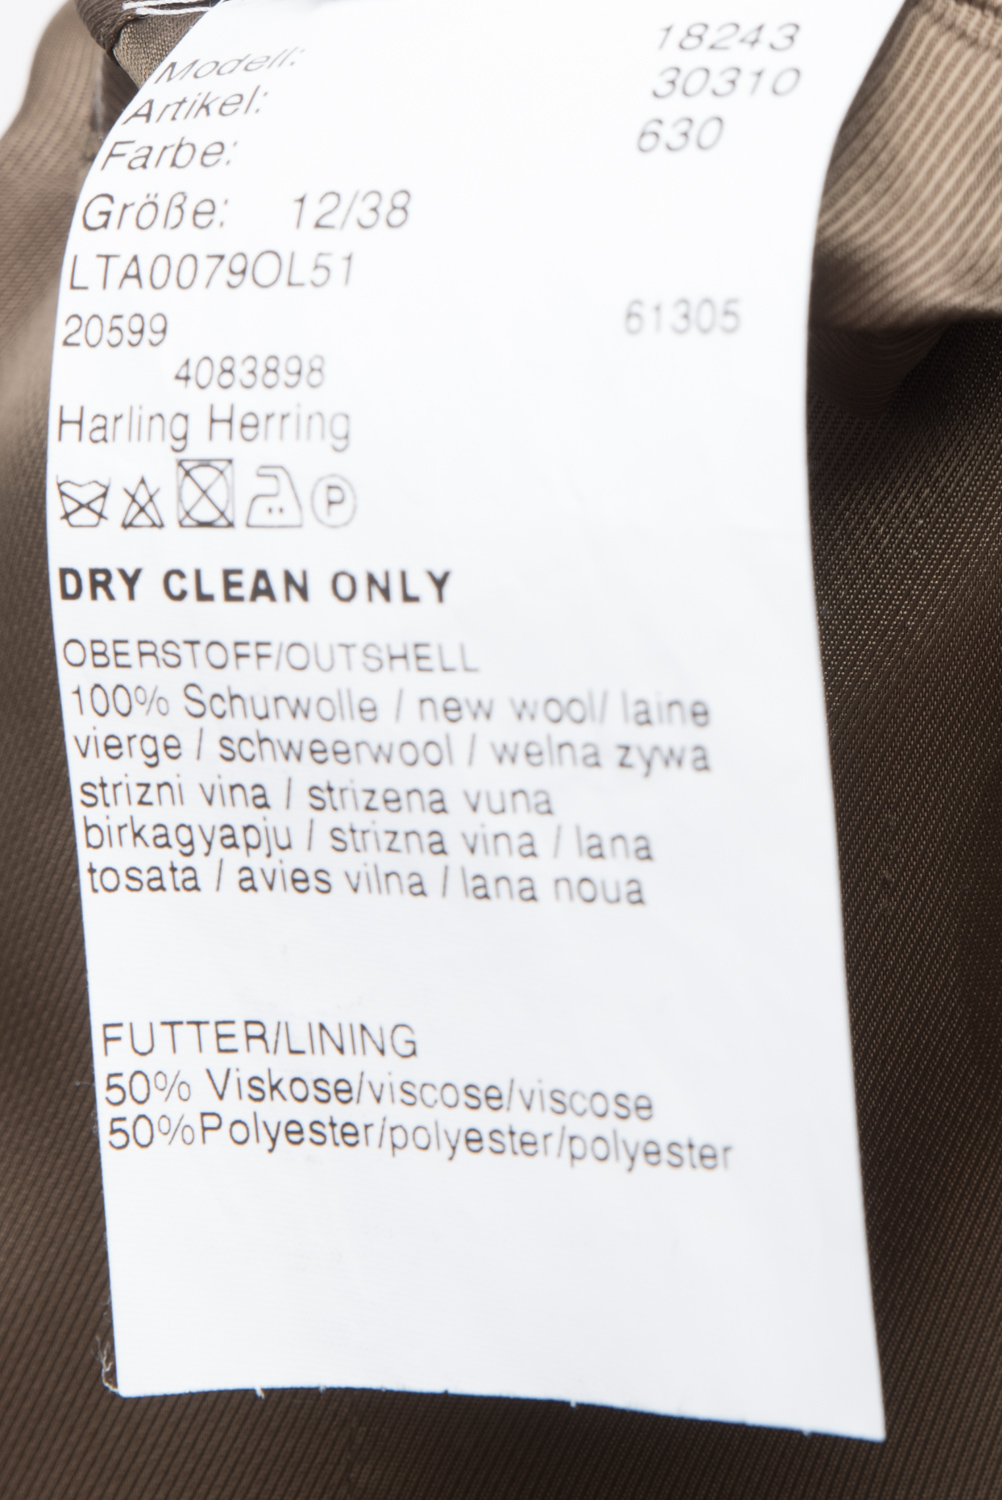 Modell: 18243
Artikel: 30310
Farbe: 630
Größe: 12/38
LTA0079OL51
20599 61305
4083898
Harling Herring
P
DRY CLEAN ONLY
OBERSTOFF/OUTSHELL
100% Schurwolle / new wool/ laine
vierge / schweerwool / welna zywa
strizni vina / strizena vuna
birkagyapju / strizna vina / lana
tosata / avies vilna / lana noua
FUTTER/LINING
50% Viskose/viscose/viscose
50%Polyester/polyester/polyester